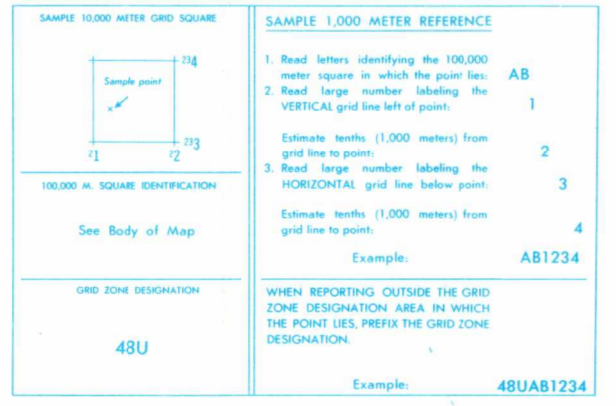 SAMPLE 10,000 METER GRID SQUARE
234
Sample point
233
21
22
100,000 M. SQUARE IDENTIFICATION
See Body of Map
GRID ZONE DESIGNATION
48U
SAMPLE 1,000 METER REFERENCE
1. Read letters identifying the 100,000
meter square in which the point lies: AB
2. Read large number labeling the
VERTICAL grid line left of point: 1
Estimate tenths (1,000 meters) from
grid line to point: 2
3. Read large number labeling the
HORIZONTAL grid line below point: 3
Estimate tenths (1,000 meters) from
grid line to point: 4
Example: AB1234
WHEN REPORTING OUTSIDE THE GRID
ZONE DESIGNATION AREA IN WHICH
THE POINT LIES, PREFIX THE GRID ZONE
DESIGNATION.
Example: 48UAB1234